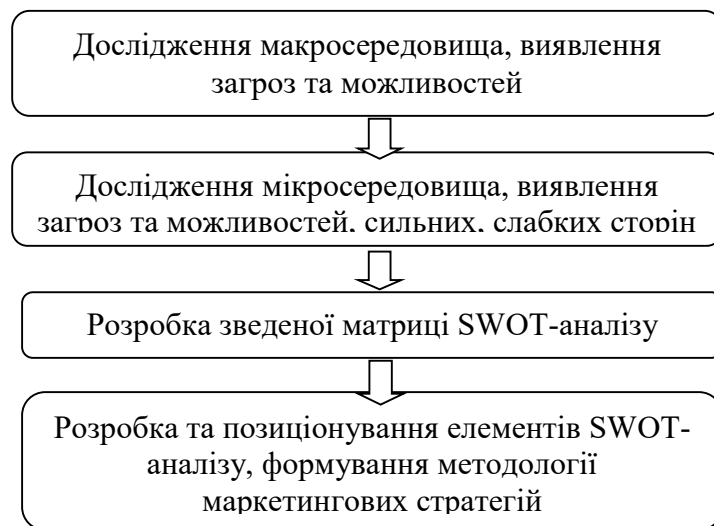 Дослідження макросередовища, виявлення
загроз та можливостей
Дослідження мікросередовища, виявлення
загроз та можливостей, сильних, слабких сторін
Розробка зведеної матриці SWOT-аналізу
Розробка та позиціонування елементів SWOT-
аналізу, формування методології
маркетингових стратегій